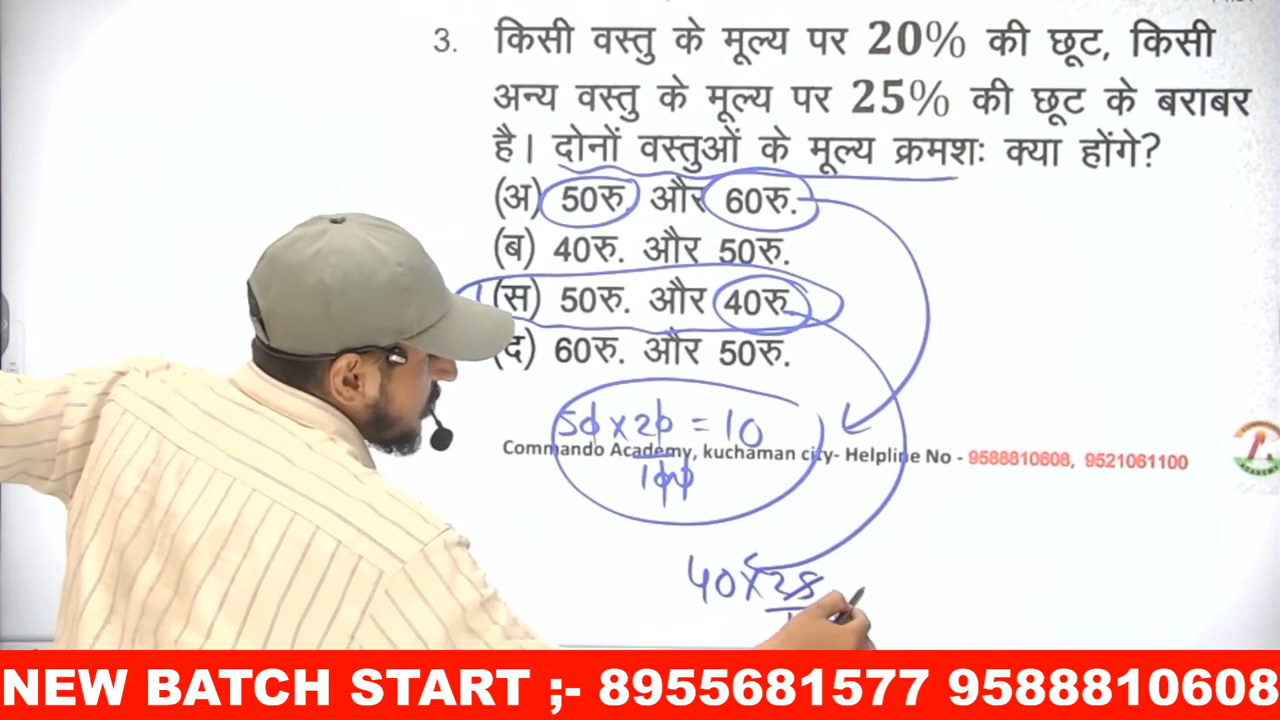 3. किसी वस्तु के मूल्य पर 20% की छूट, किसी
अन्य वस्तु के मूल्य पर 25% की छूट के बराबर
है। दोनों वस्तुओं के मूल्य क्रमशः क्या होंगे?
(अ) 50रु. और 60रु.
(ब) 40रु. और 50रु.
(स) 50रु. और 40रु.
(द) 60रु. और 50रु.
50 × 20 = 10
Commando Academy, kuchaman city- Helpline No - 9588810608, 9521061100
100
40 ×
NEW BATCH START ;- 8955681577 9588810608